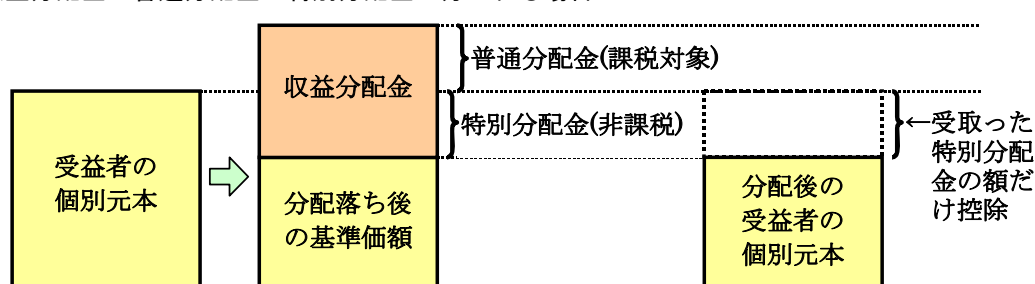 収益分配金
普通分配金(課税対象)
特別分配金(非課税)
受益者の
個別元本
分配落ち後
の基準価額
分配後の
受益者の
個別元本
←受取った
特別分配
金の額だ
け控除